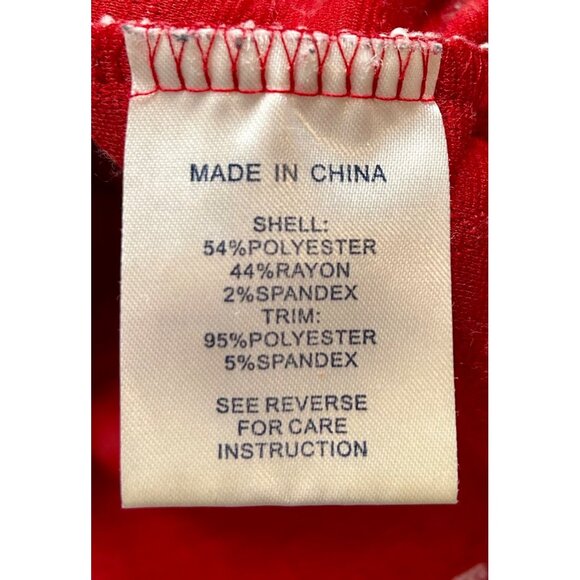 MADE IN CHINA
SHELL:
54%POLYESTER
44%RAYON
2%SPANDEX
TRIM:
95%POLYESTER
5%SPANDEX
SEE REVERSE
FOR CARE
INSTRUCTION